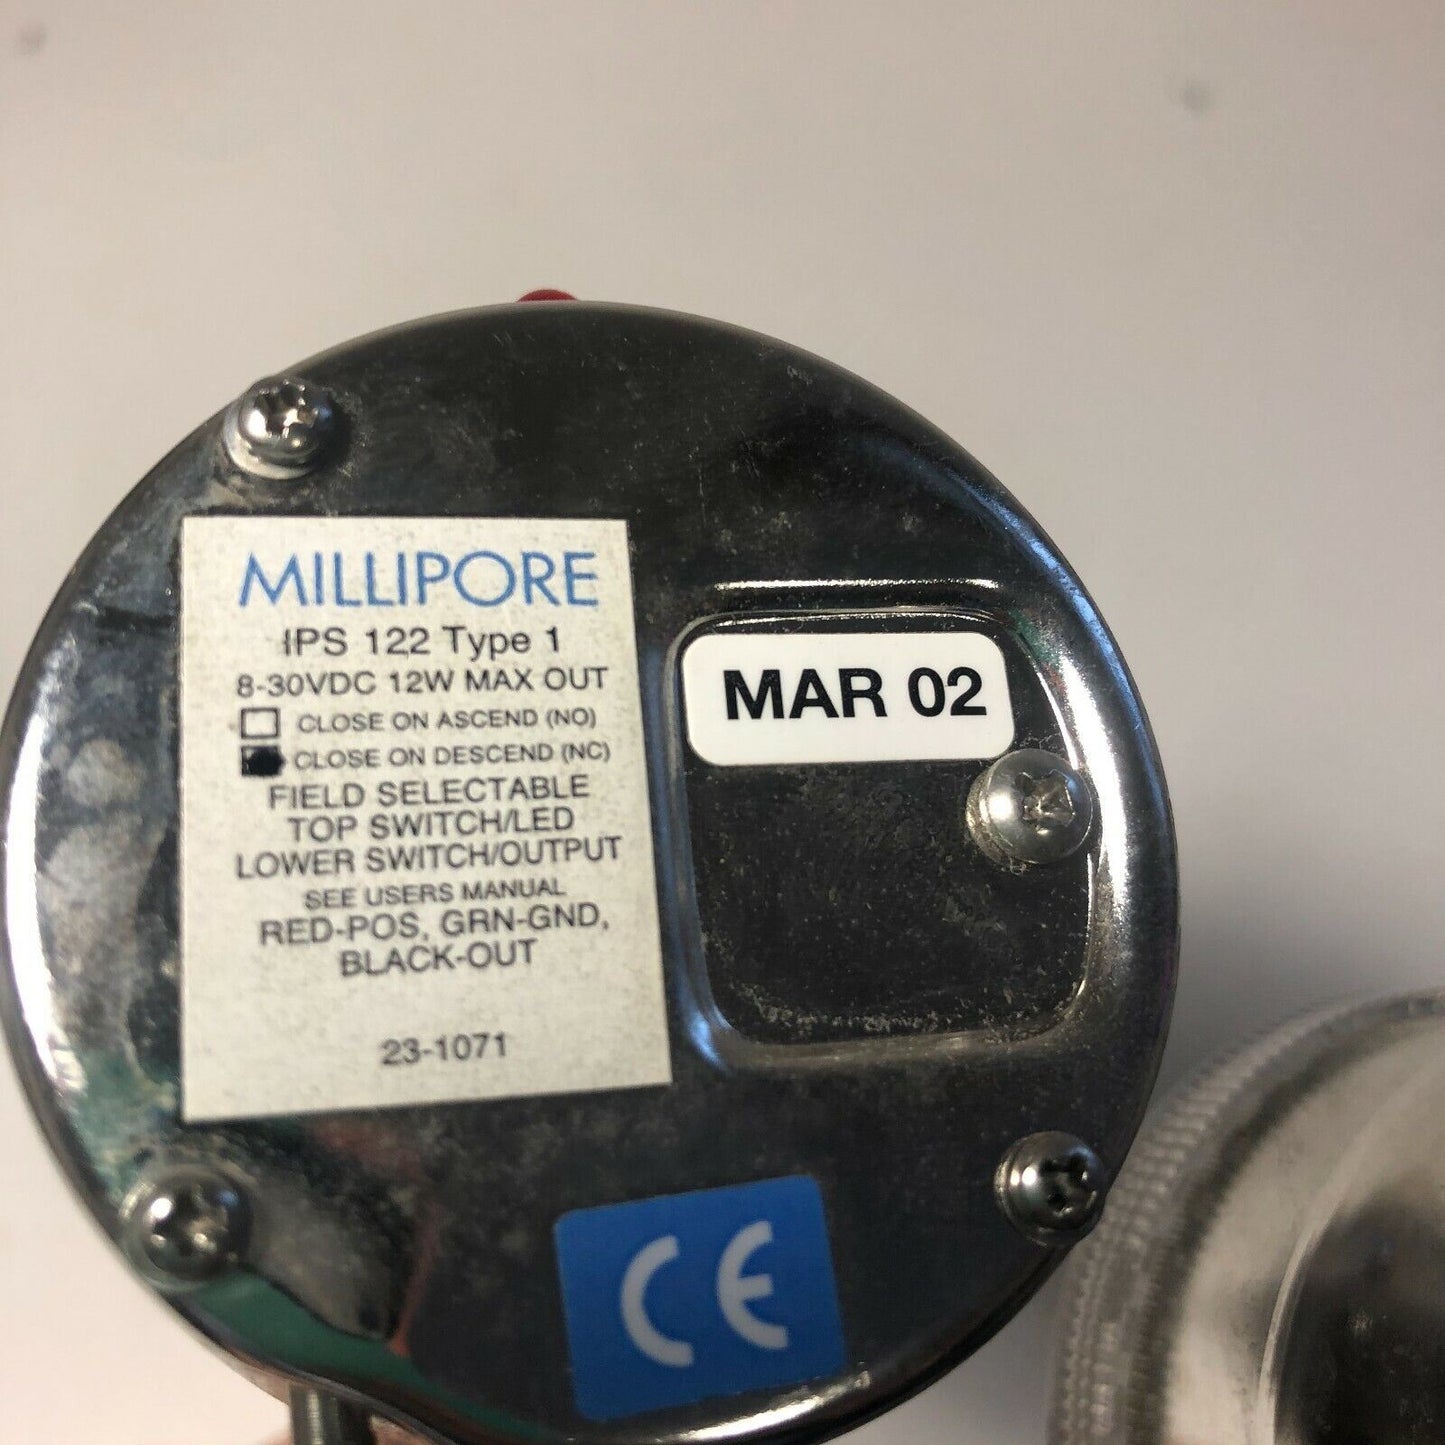 MILLIPORE
IPS 122 Type 1
8-30VDC 12W MAX OUT
CLOSE ON ASCEND (NO)
CLOSE ON DESCEND (NC)
FIELD SELECTABLE
TOP SWITCH/LED
LOWER SWITCH/OUTPUT
SEE USERS MANUAL
RED-POS, GRN-GND,
BLACK-OUT
23-1071
MAR 02
CE